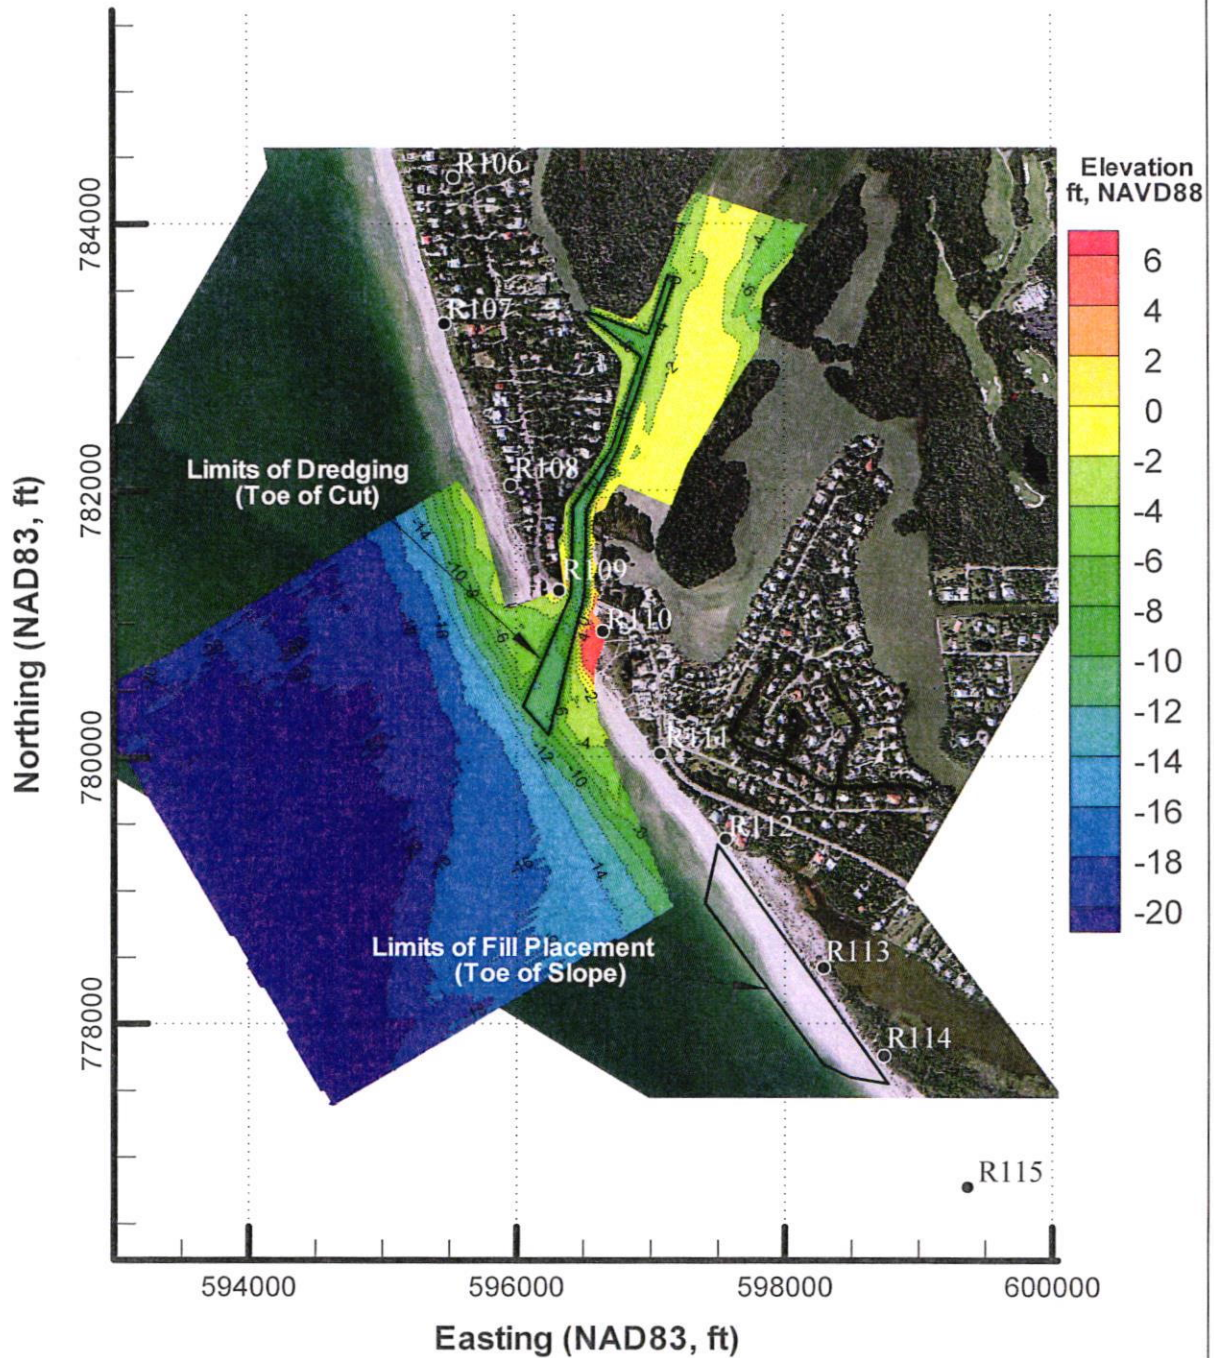 Elevation
ft, NAVD88
6
4
2
0
-2
-4
-6
-8
-10
-12
-14
-16
-18
-20
R106
R107
R108
R109
R110
R111
R112
R113
R114
R115
Limits of Dredging
(Toe of Cut)
Limits of Fill Placement
(Toe of Slope)
Northing (NAD83, ft)
784000
782000
780000
778000
594000
596000
598000
600000
Easting (NAD83, ft)